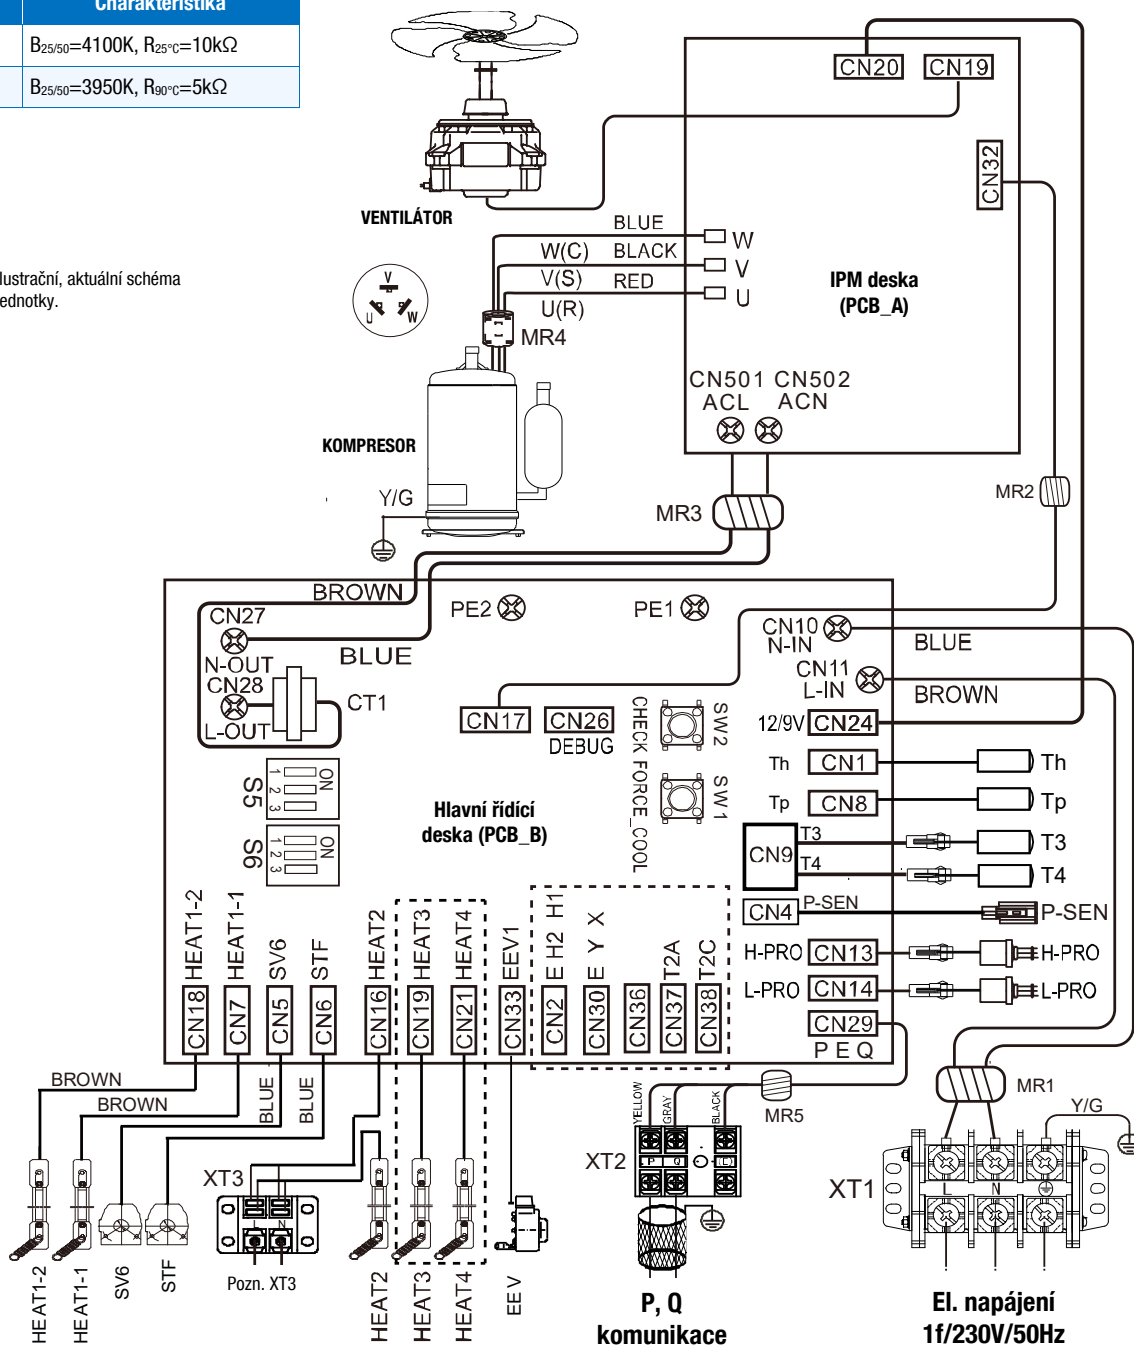 Charakteristika
B25/50=4100K, R25°C=10kΩ
B25/50=3950K, R90°C=5kΩ
lustrační, aktuální schéma
ednotky.
VENTILÁTOR
CN20
CN19
CN32
BLUE
W(C)
BLACK
V(S)
RED
U(R)
W
V
U
IPM deska
(PCB_A)
V
U
W
MR4
CN501
CN502
ACL
ACN
KOMPRESOR
Y/G
MR3
MR2
BROWN
CN27
N-OUT
BLUE
CN28
L-OUT
CT1
PE2
PE1
CN10
N-IN
BLUE
CN11
L-IN
BROWN
CN17
CN26
DEBUG
CHECK
FORCE_COOL
SW2
SW1
12/9V
CN24
Th
CN1
Th
Tp
CN8
Tp
CN9
T3
T3
T4
T4
CN4
P-SEN
P-SEN
H-PRO
CN13
H-PRO
L-PRO
CN14
L-PRO
CN29
P E Q
S5
ON
1
2
3
S6
ON
1
2
3
Hlavní řídící
deska (PCB_B)
HEAT1-2
HEAT1-1
SV6
STF
HEAT2
HEAT3
HEAT4
EEV1
E H2 H1
E Y X
T2A
T2C
CN18
CN7
CN5
CN6
CN16
CN19
CN21
CN33
CN2
CN30
CN36
CN37
CN38
BROWN
BROWN
BLUE
BLUE
XT3
L
N
Pozn. XT3
HEAT1-2
HEAT1-1
SV6
STF
HEAT2
HEAT3
HEAT4
EEV
YELLOW
GRAY
BLACK
MR5
XT2
P
Q
E
P, Q
komunikace
MR1
Y/G
XT1
L
N
El. napájení
1f/230V/50Hz